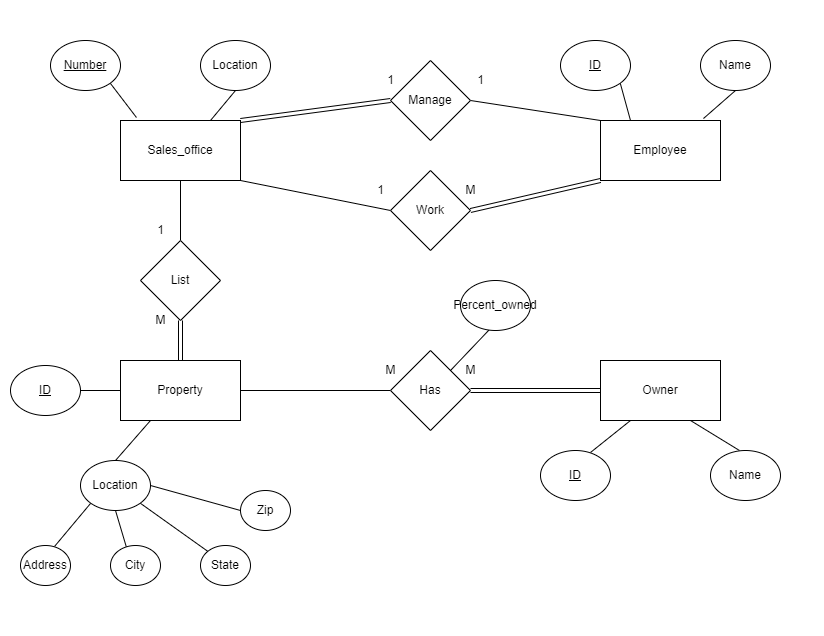 Number
Location
ID
Name
1
Manage
1
Sales_office
Employee
1
Work
M
1
List
M
Percent_owned
ID
Property
M
Has
M
Owner
Location
ID
Name
Zip
Address
City
State